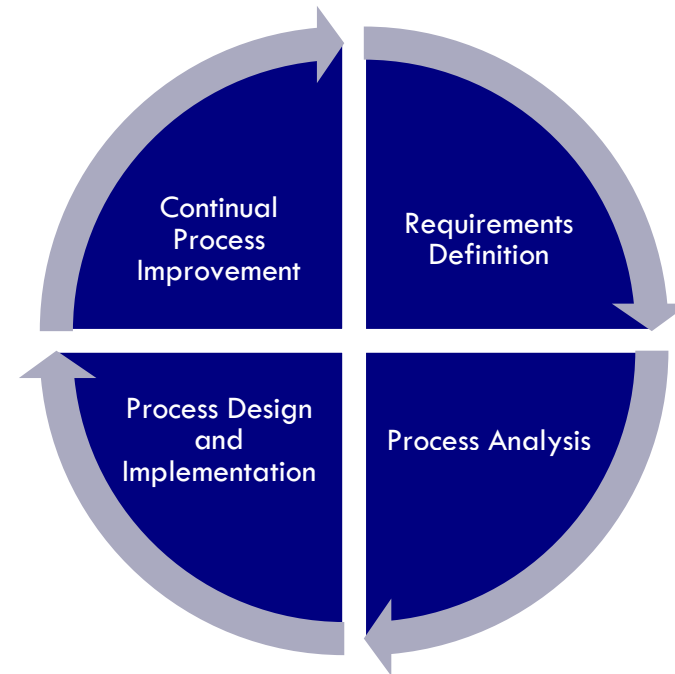 Continual
Process
Improvement
Requirements
Definition
Process Design
and
Implementation
Process Analysis